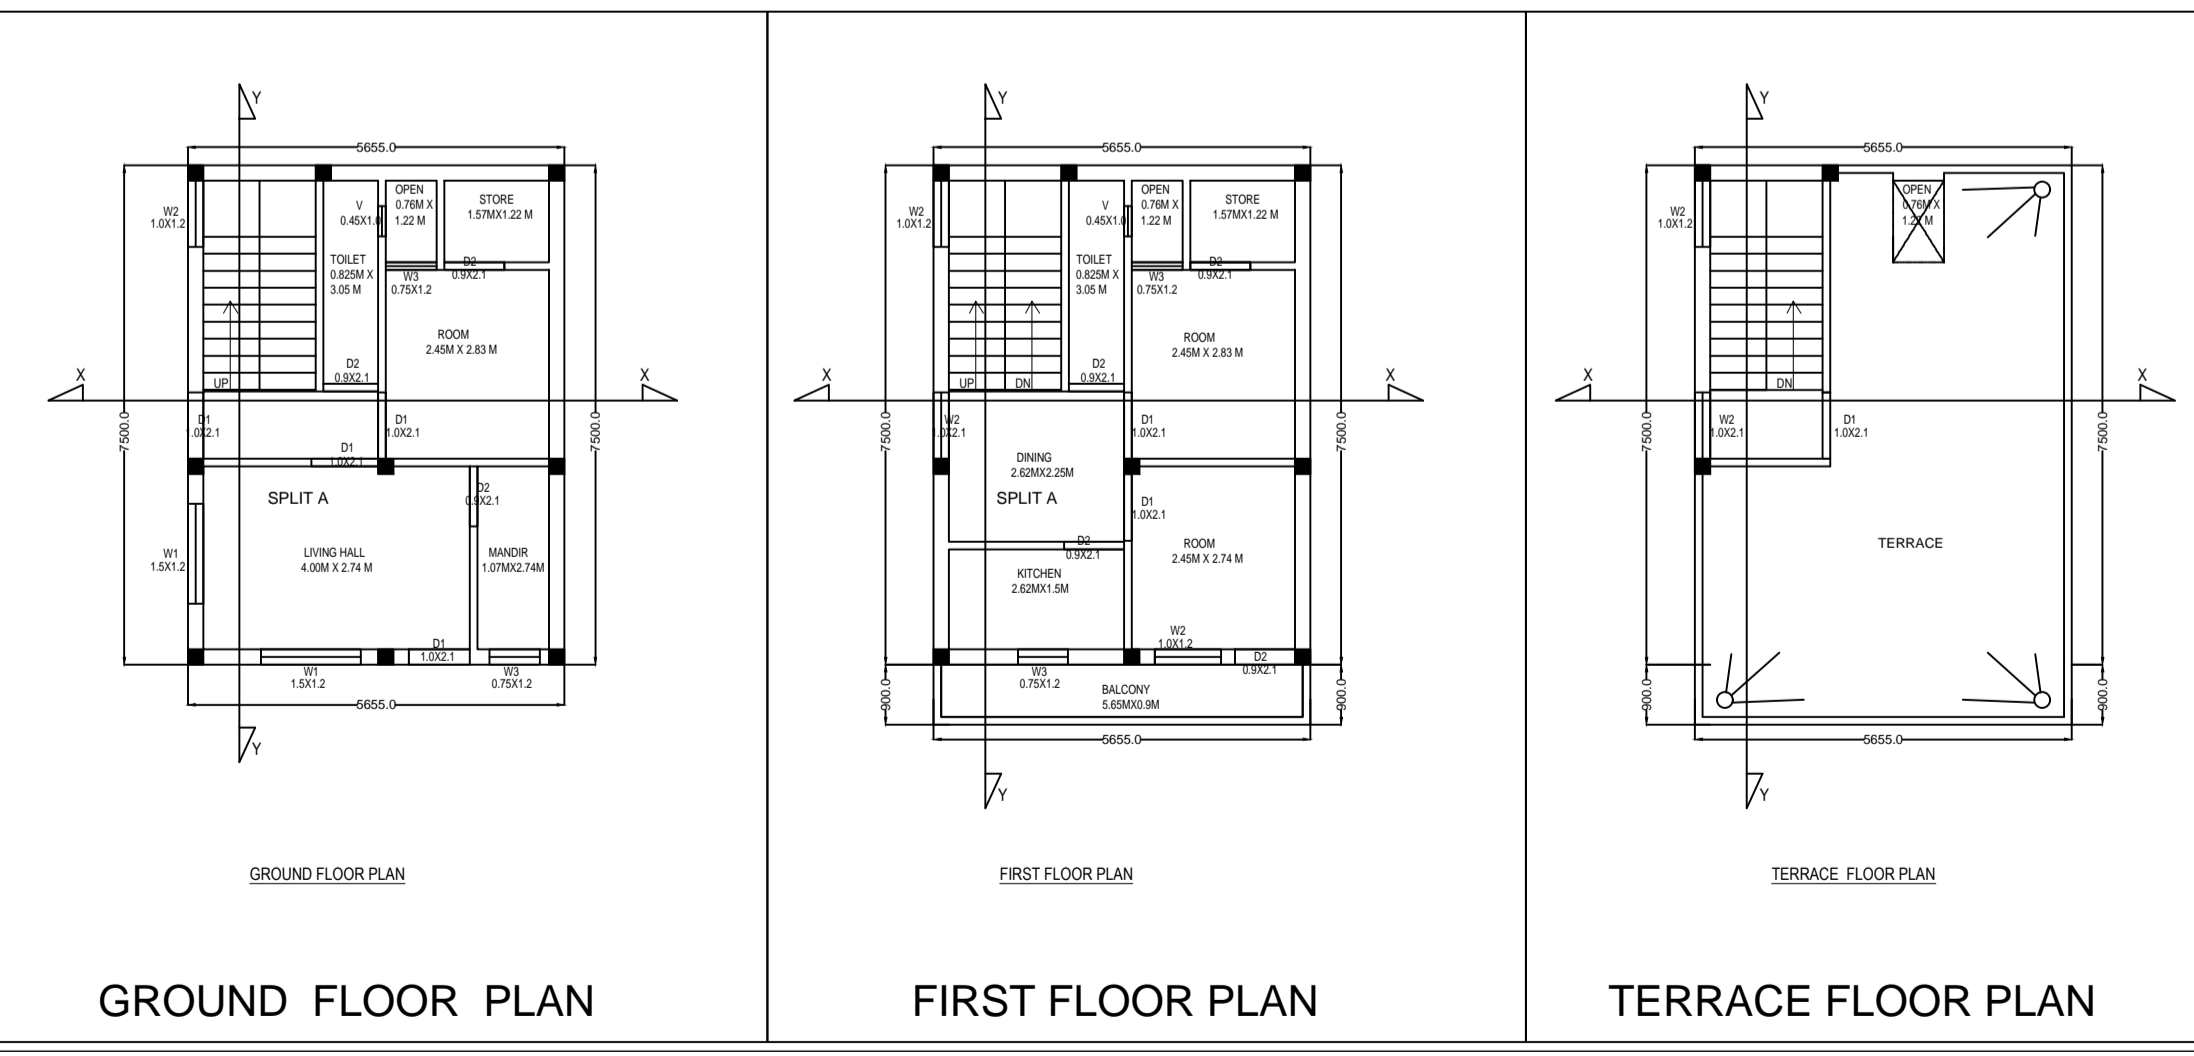 Y
5655.0
W2
1.0X1.2
V
0.45X1.0
OPEN
0.76M X
1.22 M
STORE
1.57MX1.22 M
TOILET
0.825M X
3.05 M
D2
0.9X2.1
W3
0.75X1.2
ROOM
2.45M X 2.83 M
D2
0.9X2.1
UP
X
X
7500.0
7500.0
D1
1.0X2.1
D1
1.0X2.1
D1
1.0X2.1
SPLIT A
D2
0.9X2.1
W1
1.5X1.2
LIVING HALL
4.00M X 2.74 M
MANDIR
1.07MX2.74M
D1
1.0X2.1
W1
1.5X1.2
W3
0.75X1.2
5655.0
Y
GROUND FLOOR PLAN
GROUND FLOOR PLAN
Y
5655.0
W2
1.0X1.2
V
0.45X1.0
OPEN
0.76M X
1.22 M
STORE
1.57MX1.22 M
TOILET
0.825M X
3.05 M
D2
0.9X2.1
W3
0.75X1.2
ROOM
2.45M X 2.83 M
D2
0.9X2.1
UP
DN
X
X
7500.0
7500.0
W2
1.0X2.1
D1
1.0X2.1
DINING
2.62MX2.25M
SPLIT A
D1
1.0X2.1
D2
0.9X2.1
ROOM
2.45M X 2.74 M
KITCHEN
2.62MX1.5M
W2
1.0X1.2
D2
0.9X2.1
W3
0.75X1.2
BALCONY
5.65MX0.9M
900.0
900.0
5655.0
Y
FIRST FLOOR PLAN
FIRST FLOOR PLAN
Y
5655.0
W2
1.0X1.2
OPEN
0.76M X
1.22 M
DN
X
X
7500.0
7500.0
W2
1.0X2.1
D1
1.0X2.1
TERRACE
900.0
900.0
5655.0
Y
TERRACE FLOOR PLAN
TERRACE FLOOR PLAN